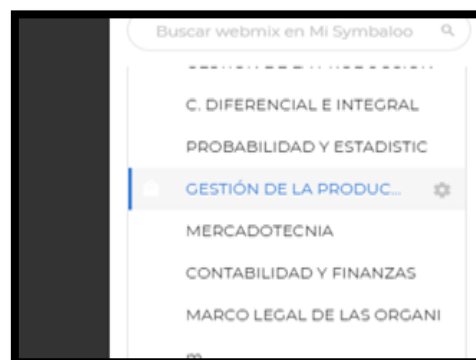 Buscar webmix en Mi Symbaloo
C. DIFERENCIAL E INTEGRAL
PROBABILIDAD Y ESTADISTIC
GESTIÓN DE LA PRODUC...
MERCADOTECNIA
CONTABILIDAD Y FINANZAS
MARCO LEGAL DE LAS ORGANI